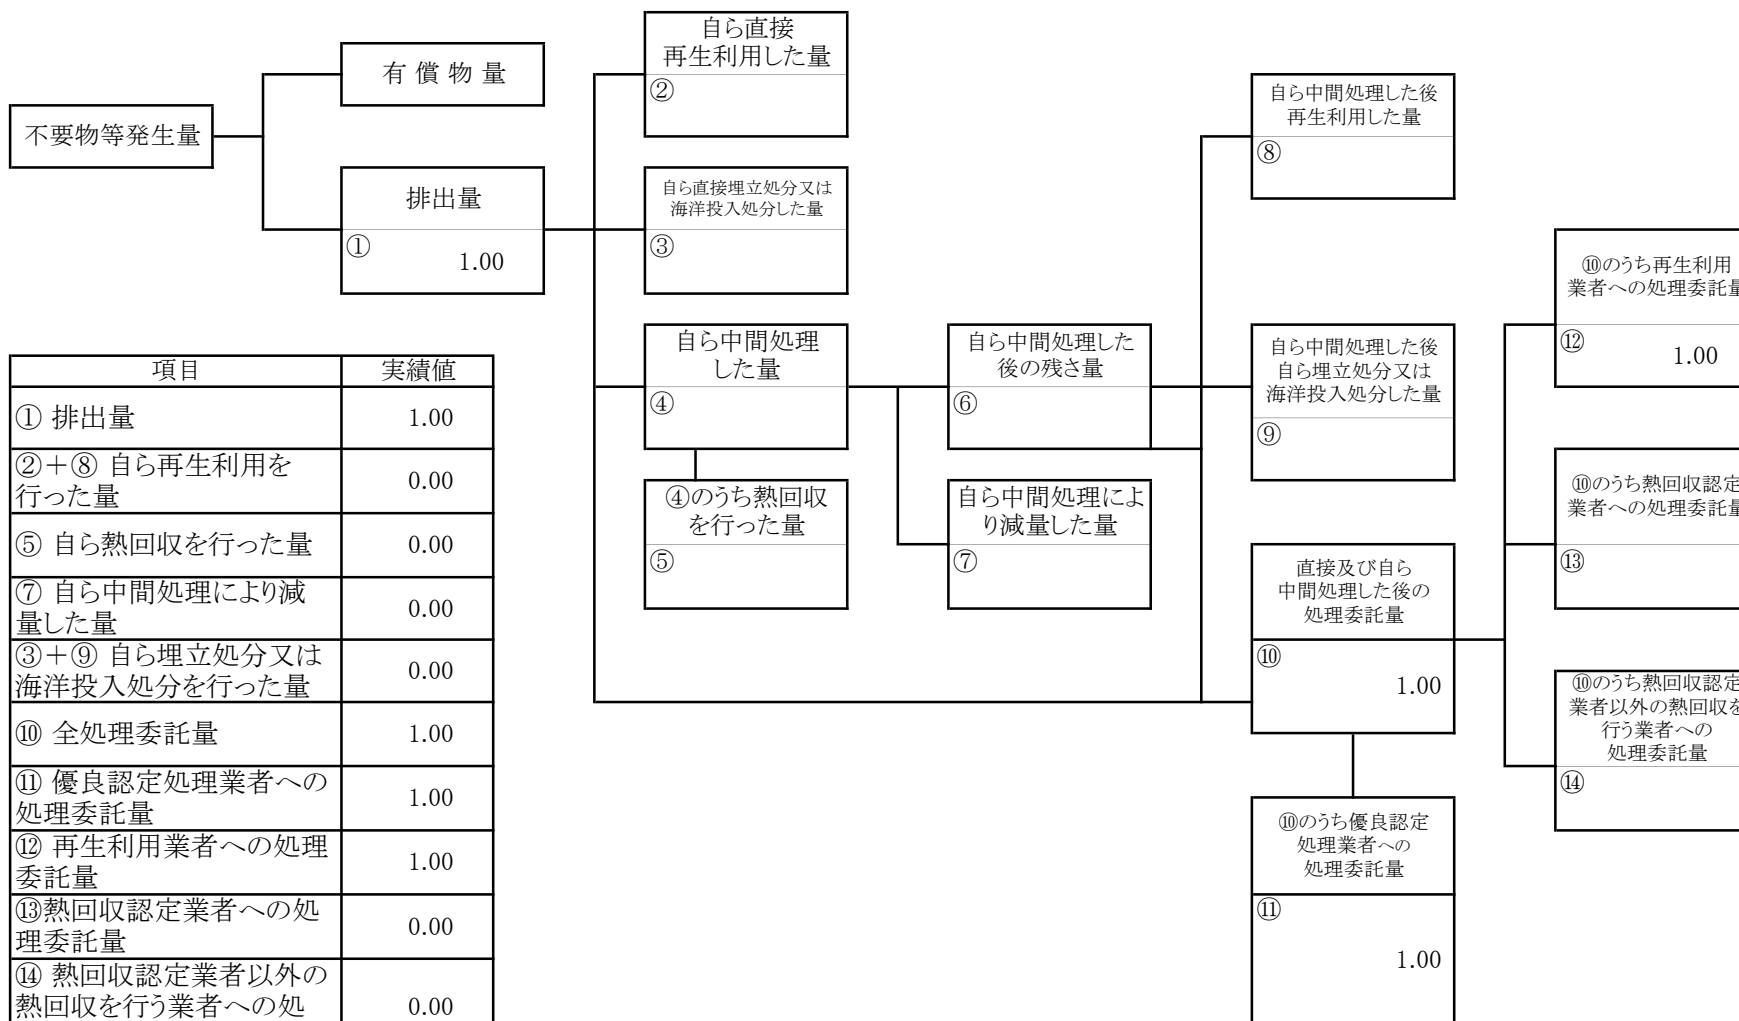 自ら直接
再生利用した量
②
有 償 物 量
不要物等発生量
排出量
①
1.00
自ら直接埋立処分又は
海洋投入処分した量
③
自ら中間処理した後
再生利用した量
⑧
⑩のうち再生利用
業者への処理委託量
⑫
1.00
自ら中間処理
した量
④
自ら中間処理した
後の残さ量
⑥
自ら中間処理した後
自ら埋立処分又は
海洋投入処分した量
⑨
④のうち熱回収
を行った量
⑤
自ら中間処理によ
り減量した量
⑦
⑩のうち熱回収認定
業者への処理委託量
⑬
直接及び自ら
中間処理した後の
処理委託量
⑩
1.00
⑩のうち熱回収認定
業者以外の熱回収を
行う業者への
処理委託量
⑭
⑩のうち優良認定
処理業者への
処理委託量
⑪
1.00
項目 実績値
① 排出量 1.00
②＋⑧ 自ら再生利用を
行った量 0.00
⑤ 自ら熱回収を行った量 0.00
⑦ 自ら中間処理により減
量した量 0.00
③＋⑨ 自ら埋立処分又は
海洋投入処分を行った量 0.00
⑩ 全処理委託量 1.00
⑪ 優良認定処理業者への
処理委託量 1.00
⑫ 再生利用業者への処理
委託量 1.00
⑬熱回収認定業者への処
理委託量 0.00
⑭ 熱回収認定業者以外の
熱回収を行う業者への処 0.00